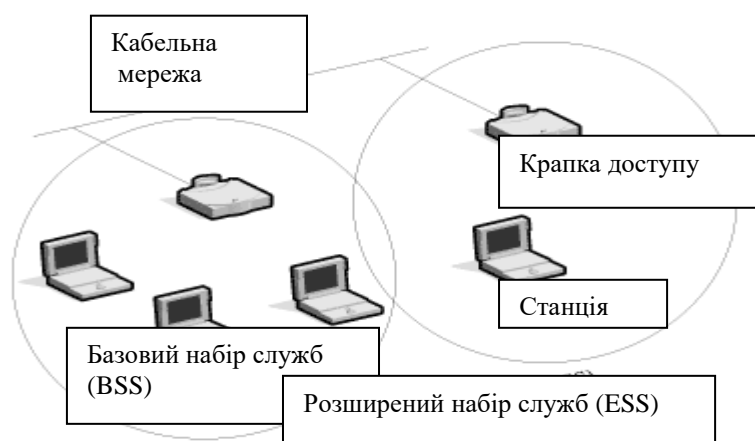 Кабельна
мережа
Крапка доступу
Станція
Базовий набір служб
(BSS)
Розширений набір служб (ESS)